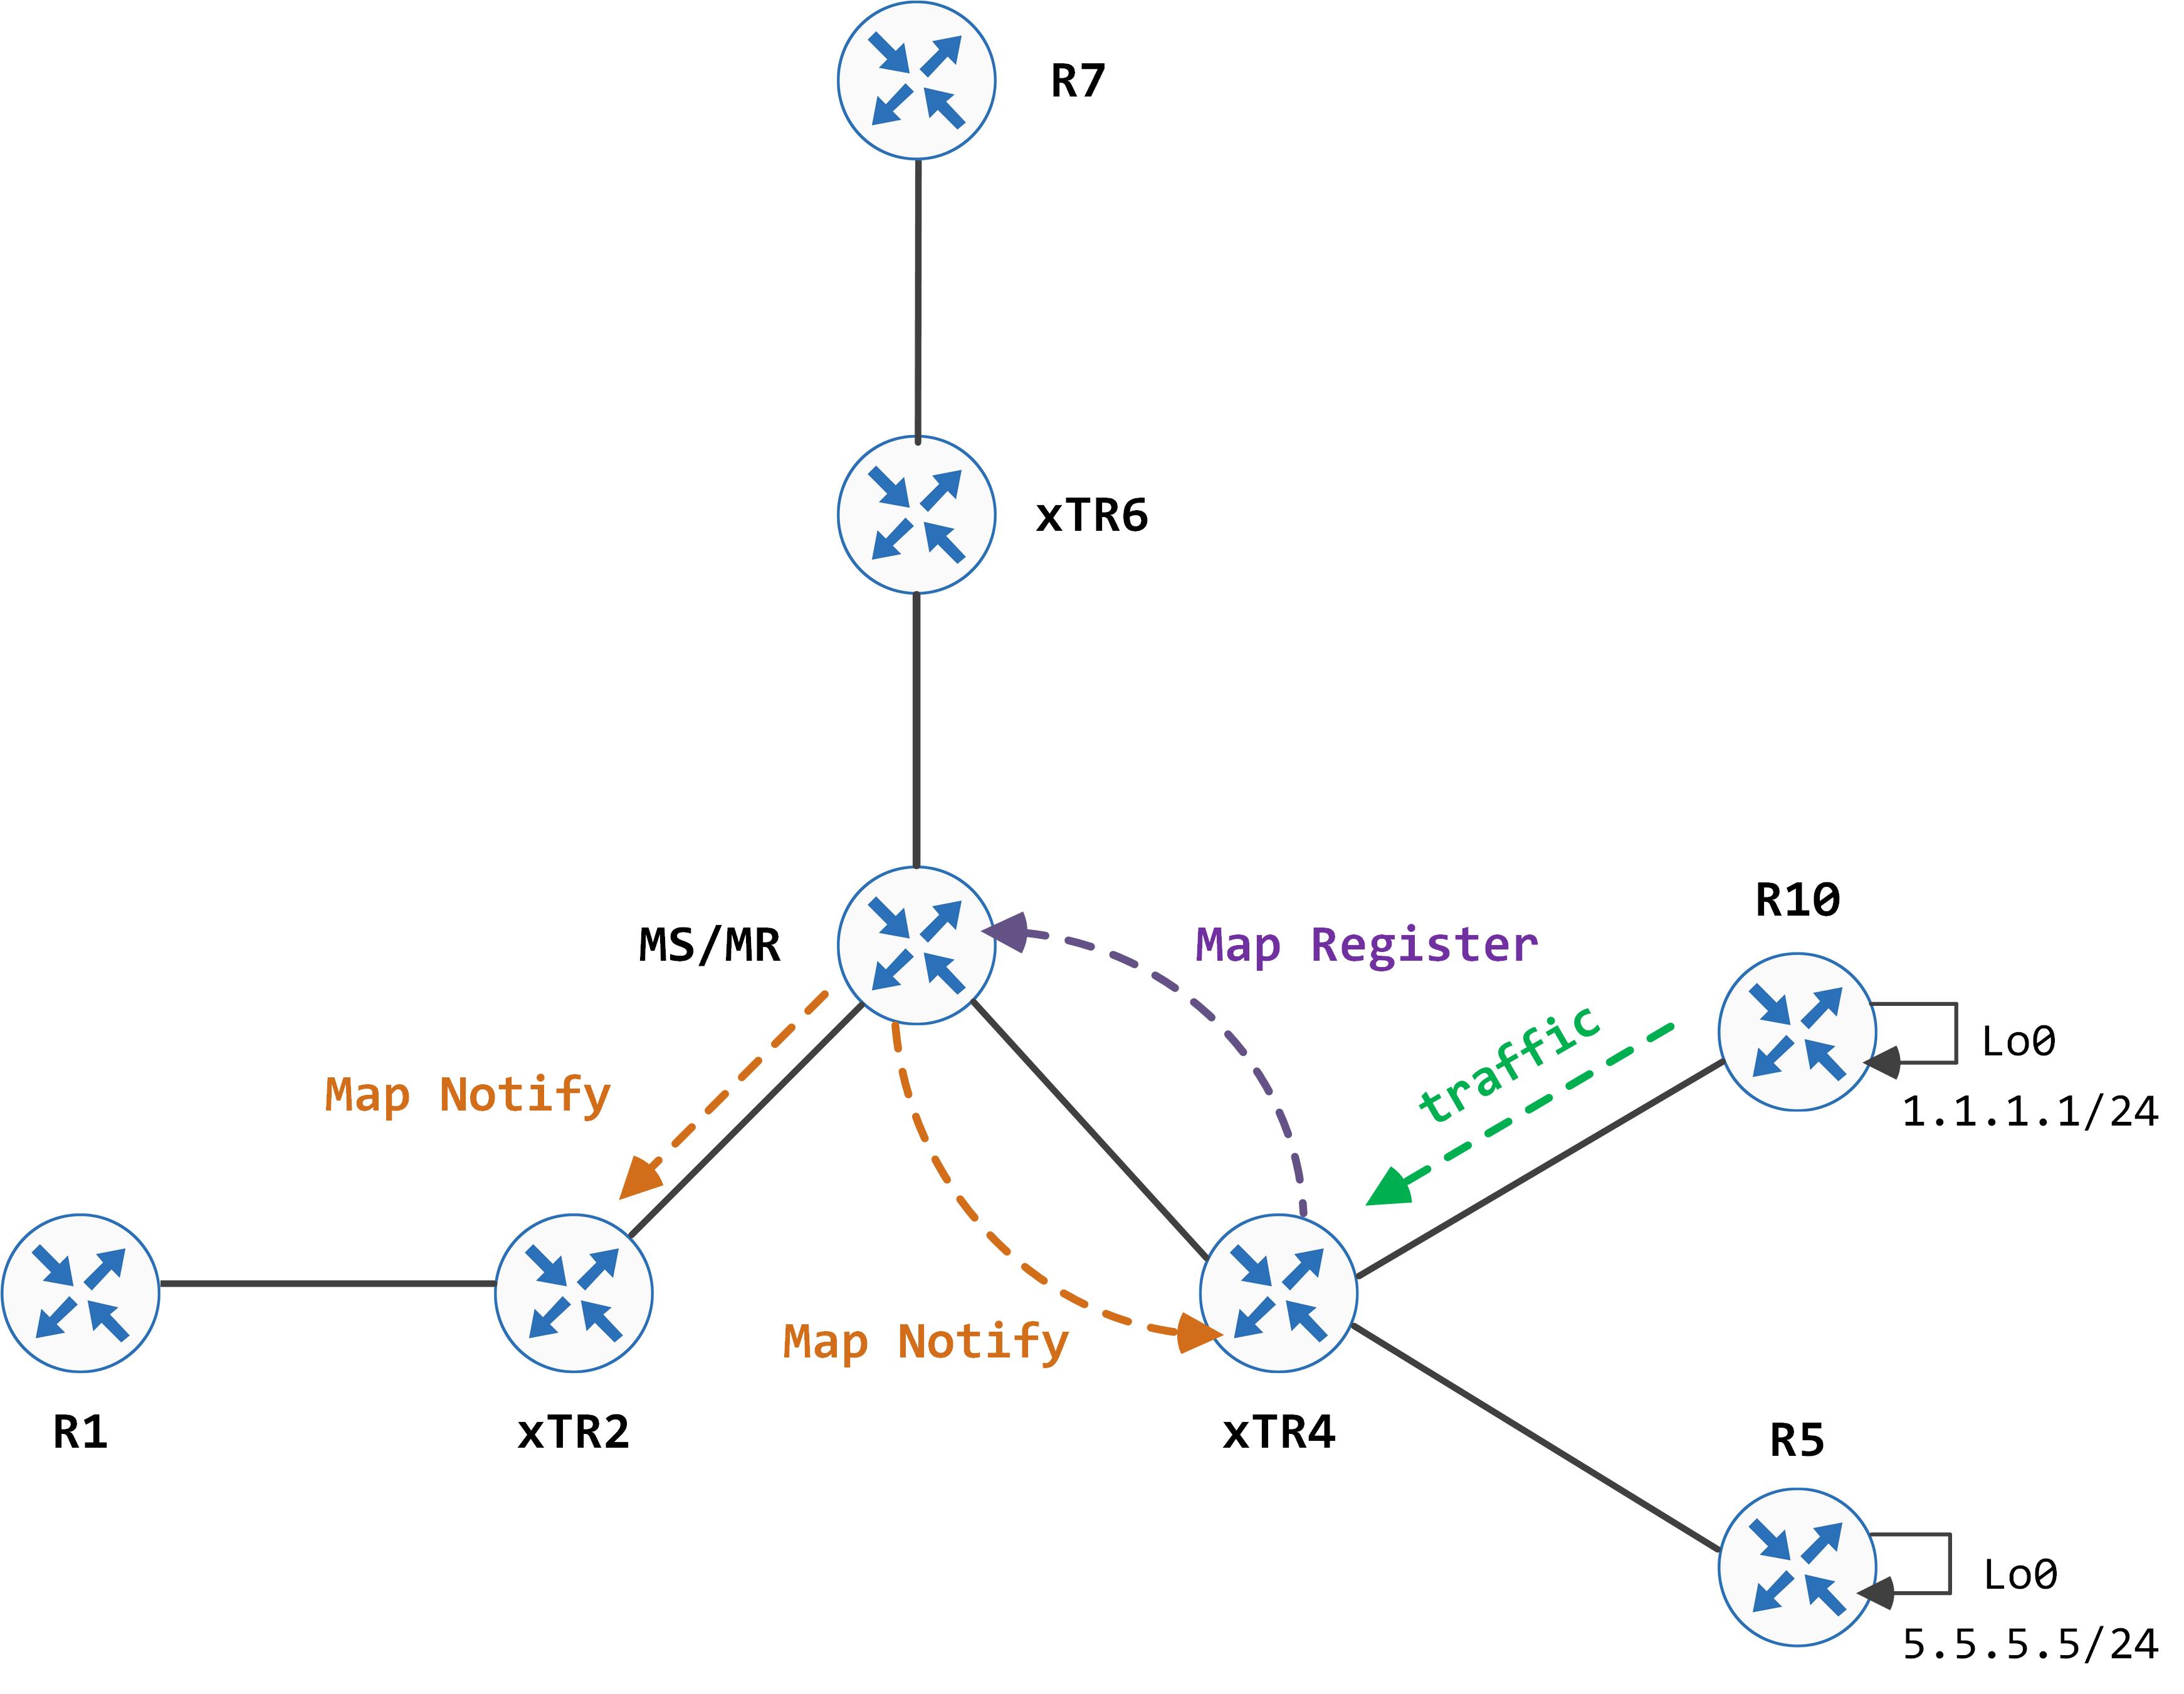 R7
xTR6
MS/MR
Map Register
R10
Lo0
1.1.1.1/24
traffic
Map Notify
Map Notify
R1
xTR2
xTR4
R5
Lo0
5.5.5.5/24